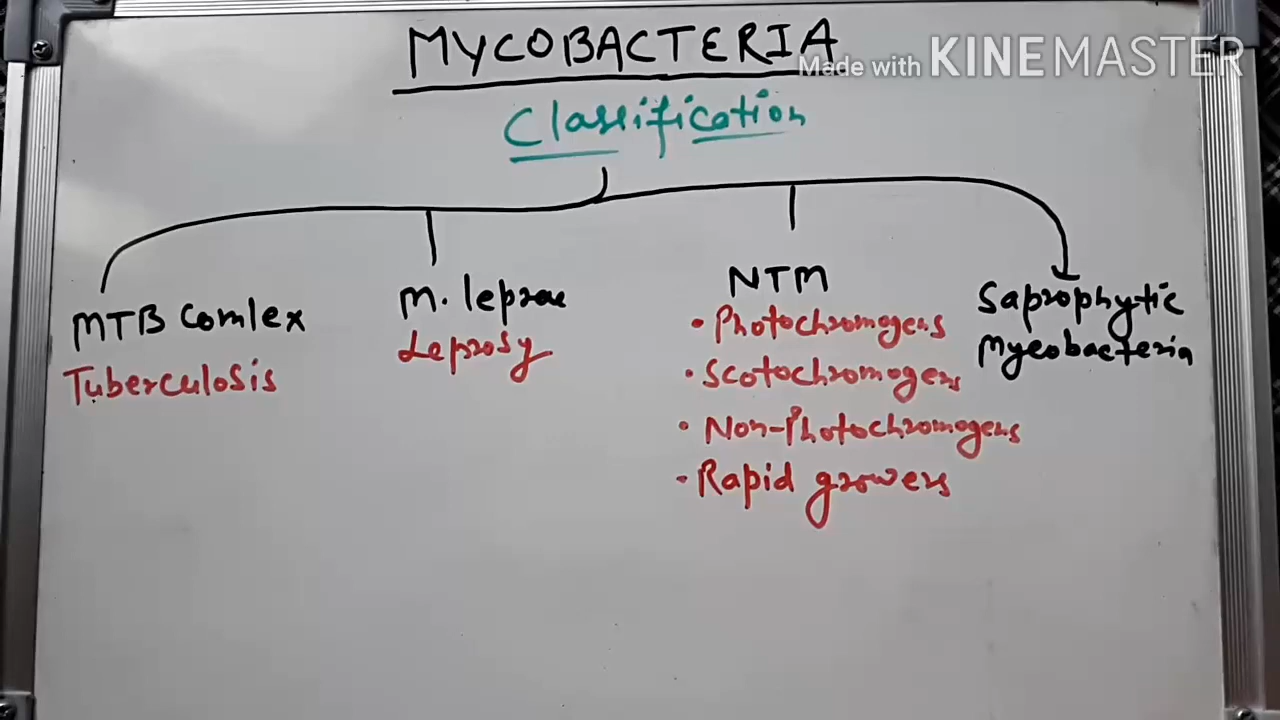 MYCOBACTERIA
Made with KINEMASTER
Classification
MTB Comlex
Tuberculosis
M. leprae
Leprosy
NTM
• Photochromogens
• Scotochromogens
• Non-Photochromogens
• Rapid growers
Saprophytic
Mycobacteria